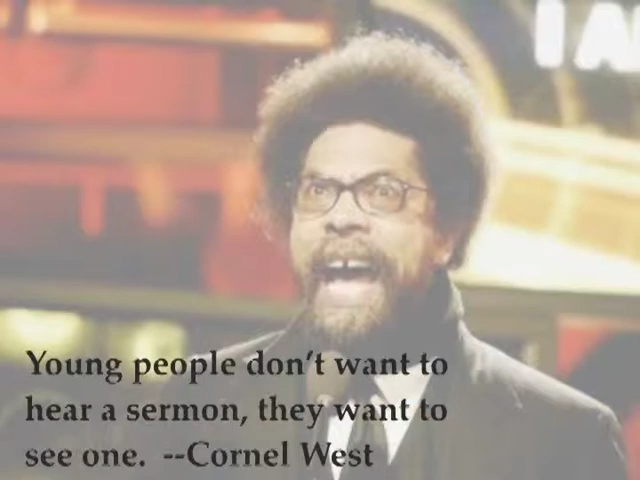 I A
Young people don't want to
hear a sermon, they want to
see one.  --Cornel West